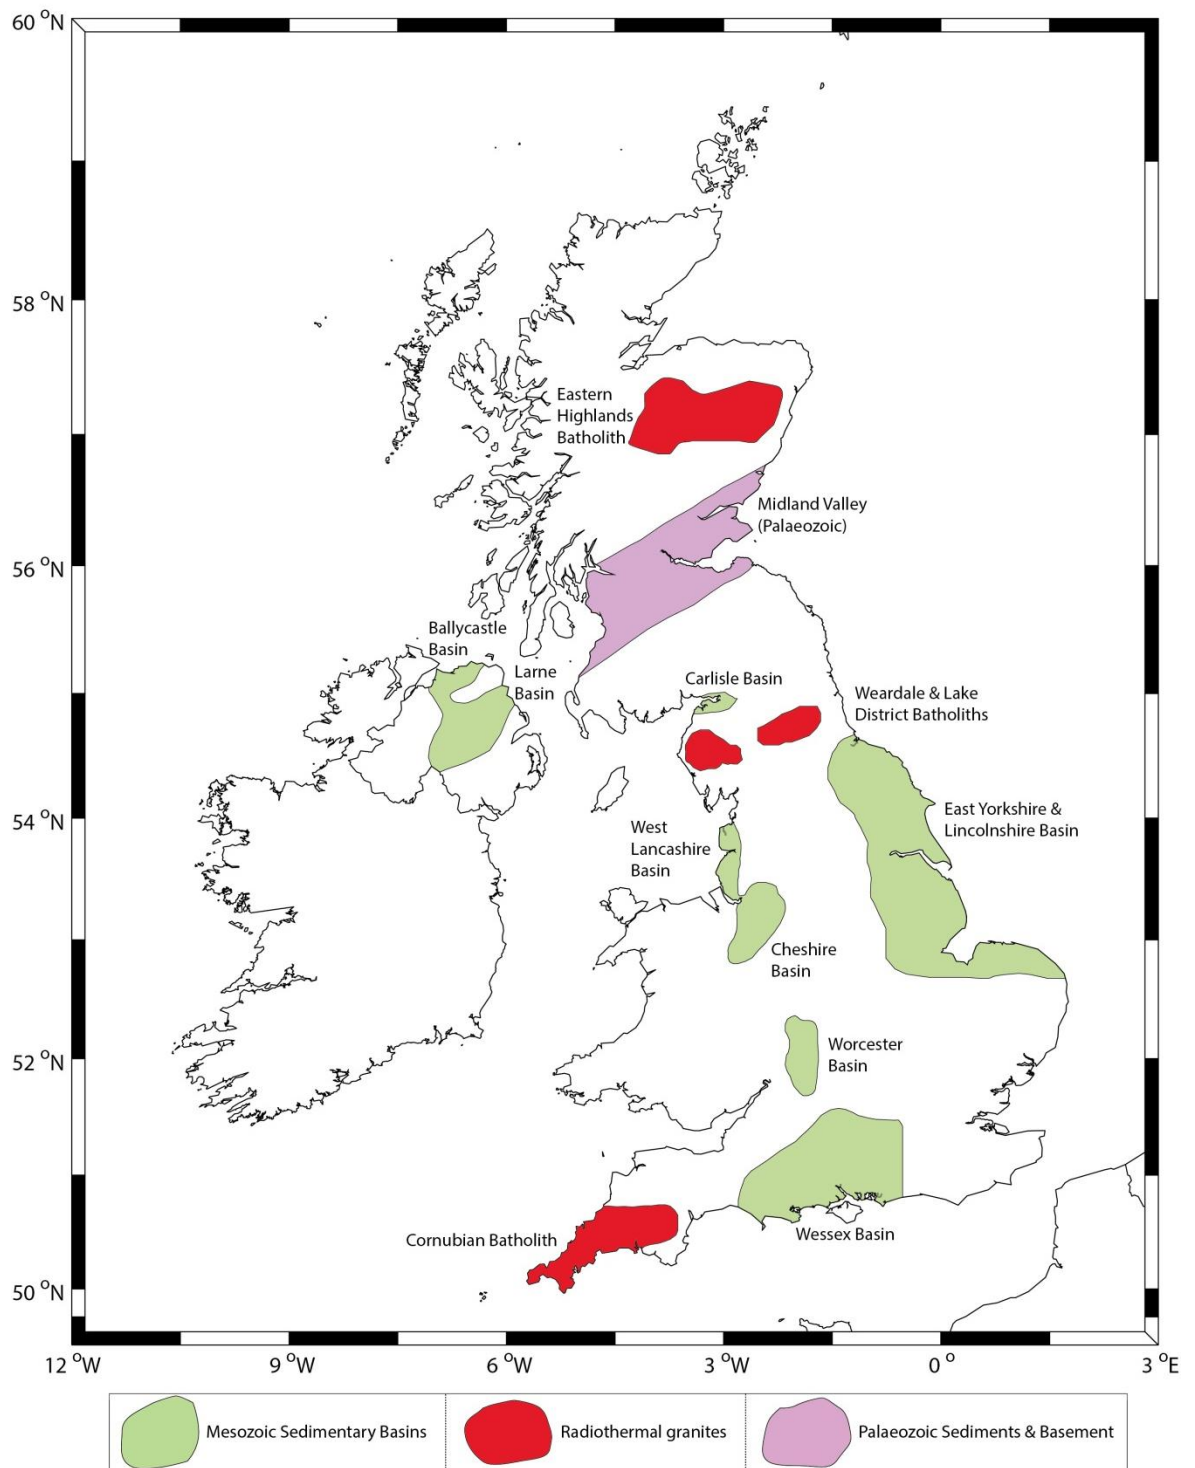 60 °N
58 °N
Eastern
Highlands
Batholith
Midland Valley
(Palaeozoic)
56 °N
Ballycastle
Basin
Larne
Basin
Carlisle Basin
Weardale & Lake
District Batholiths
54 °N
West
Lancashire
Basin
East Yorkshire &
Lincolnshire Basin
Cheshire
Basin
52 °N
Worcester
Basin
Cornubian Batholith
Wessex Basin
50 °N
12 °W
9 °W
6 °W
3 °W
0 °
3 °E
Mesozoic Sedimentary Basins
Radiothermal granites
Palaeozoic Sediments & Basement